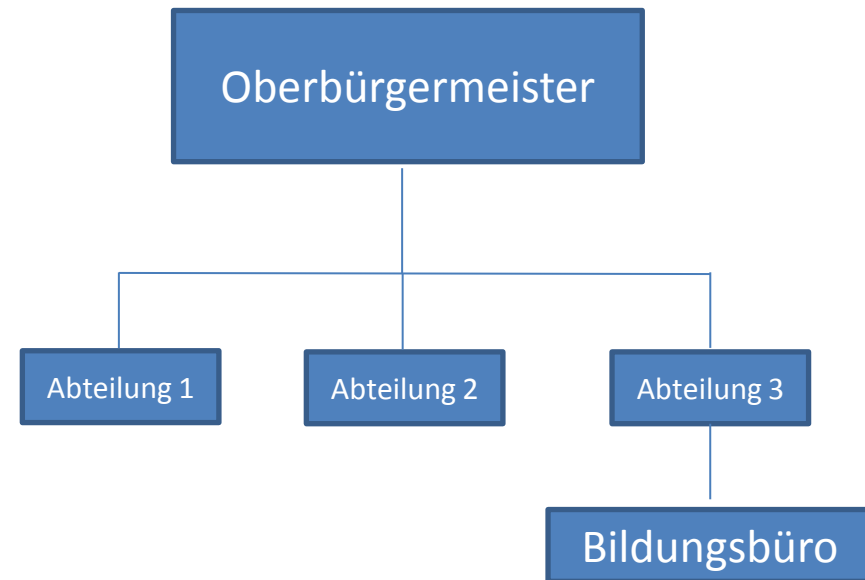 Oberbürgermeister
Abteilung 1
Abteilung 2
Abteilung 3
Bildungsbüro